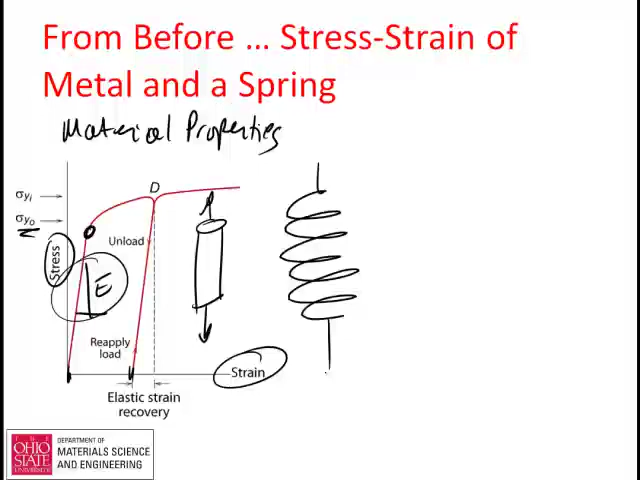 From Before ... Stress-Strain of
Metal and a Spring
Material Properties
σyi
D
σyo
Unload
Stress
E
Reapply
load
Strain
Elastic strain
recovery
THE
OHIO
STATE
UNIVERSITY
DEPARTMENT OF
MATERIALS SCIENCE
AND ENGINEERING